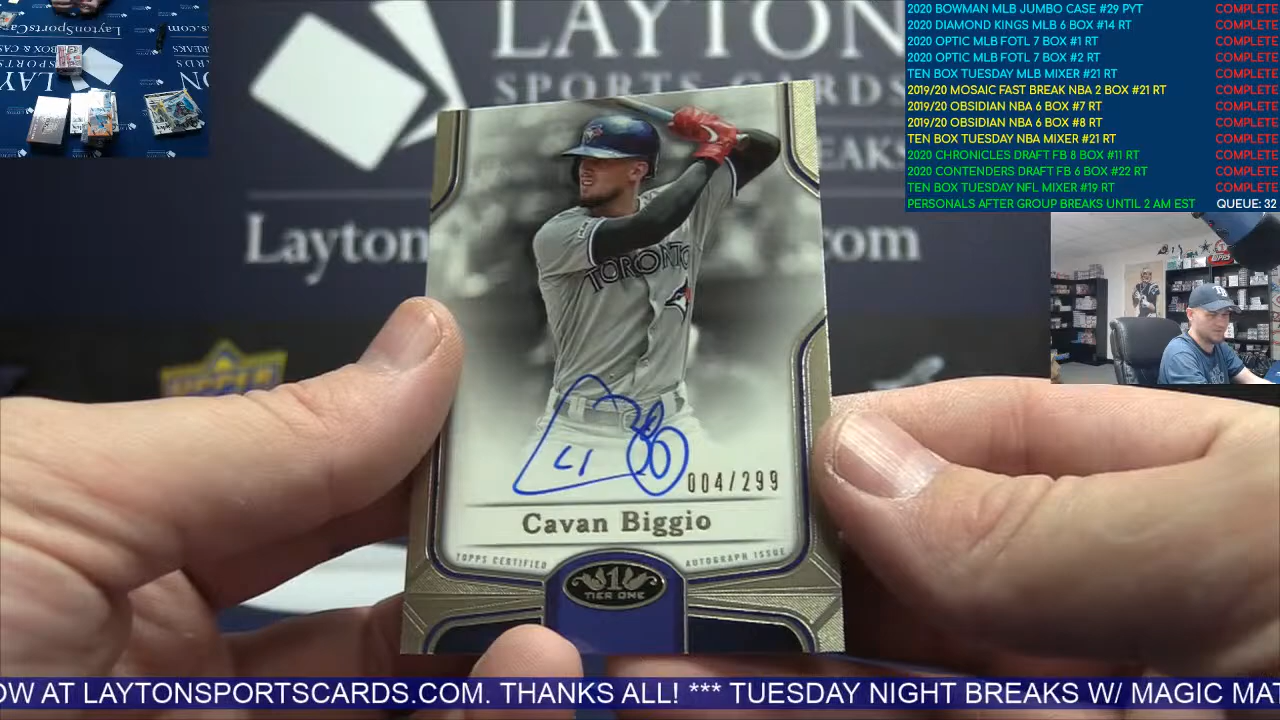 LAYTON
SPORTS CARDS
BREAKS
Layton
.com
2020 BOWMAN MLB JUMBO CASE #29 PYT COMPLETE
2020 DIAMOND KINGS MLB 6 BOX #14 RT COMPLETE
2020 OPTIC MLB FOTL 7 BOX #1 RT COMPLETE
2020 OPTIC MLB FOTL 7 BOX #2 RT COMPLETE
TEN BOX TUESDAY MLB MIXER #21 RT COMPLETE
2019/20 MOSAIC FAST BREAK NBA 2 BOX #21 RT COMPLETE
2019/20 OBSIDIAN NBA 6 BOX #7 RT COMPLETE
2019/20 OBSIDIAN NBA 6 BOX #8 RT COMPLETE
TEN BOX TUESDAY NBA MIXER #21 RT COMPLETE
2020 CHRONICLES DRAFT FB 8 BOX #11 RT COMPLETE
2020 CONTENDERS DRAFT FB 6 BOX #22 RT COMPLETE
TEN BOX TUESDAY NFL MIXER #19 RT COMPLETE
PERSONALS AFTER GROUP BREAKS UNTIL 2 AM EST QUEUE: 32
TORONTO
004/299
Cavan Biggio
TOPPS CERTIFIED AUTOGRAPH ISSUE
1
TIER ONE
OW AT LAYTONSPORTSCARDS.COM. THANKS ALL! *** TUESDAY NIGHT BREAKS W/ MAGIC MAT